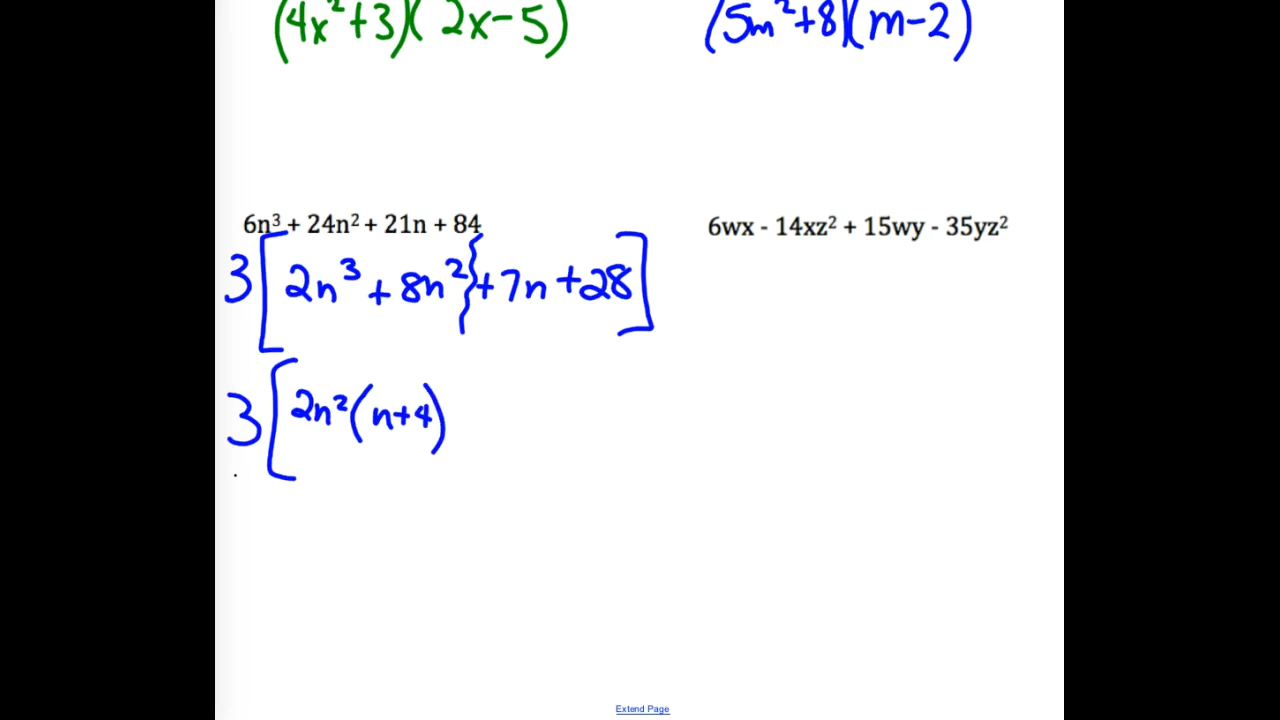 (4x²+3)(2x-5) (5m²+8)(m-2)
6n³ + 24n² + 21n + 84 6wx - 14xz² + 15wy - 35yz²
3[2n³+8n²}+7n+28]
3[2n²(n+4)
Extend Page